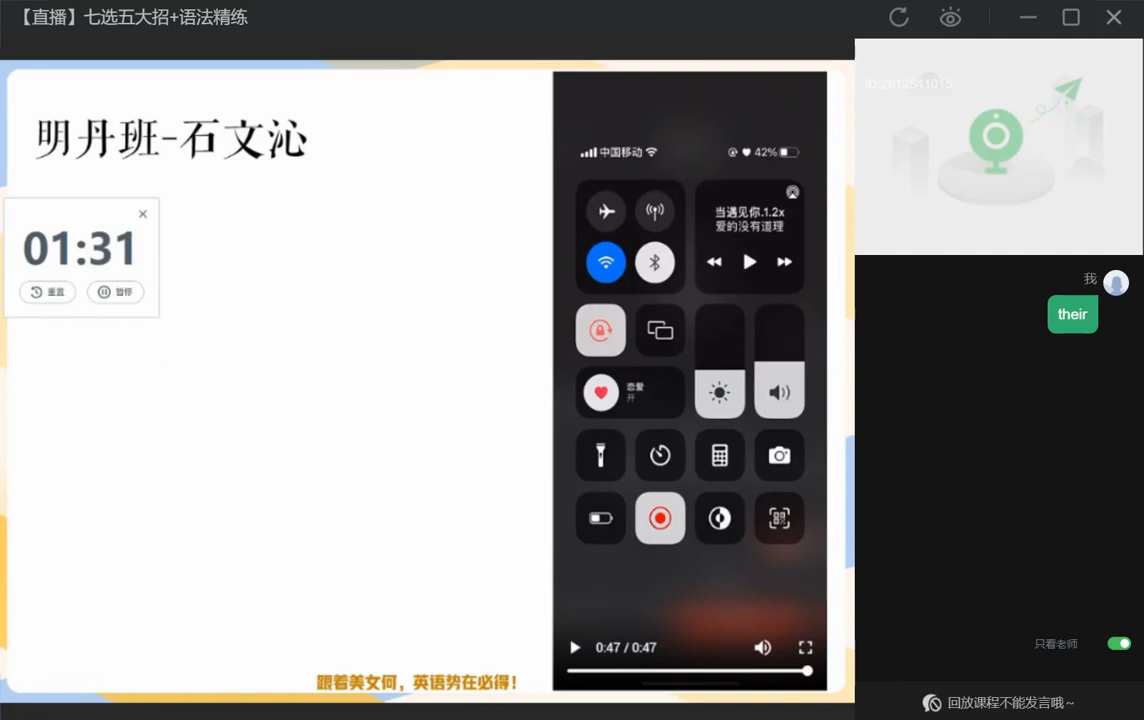 【直播】七选五大招+语法精练
明丹班-石文沁
01:31
重置
暂停
中国移动
42%
当遇见你.1.2x
爱的没有道理
恋爱
开
0:47 / 0:47
跟着美女何，英语势在必得！
ID:2612541015
我
their
只看老师
回放课程不能发言哦~